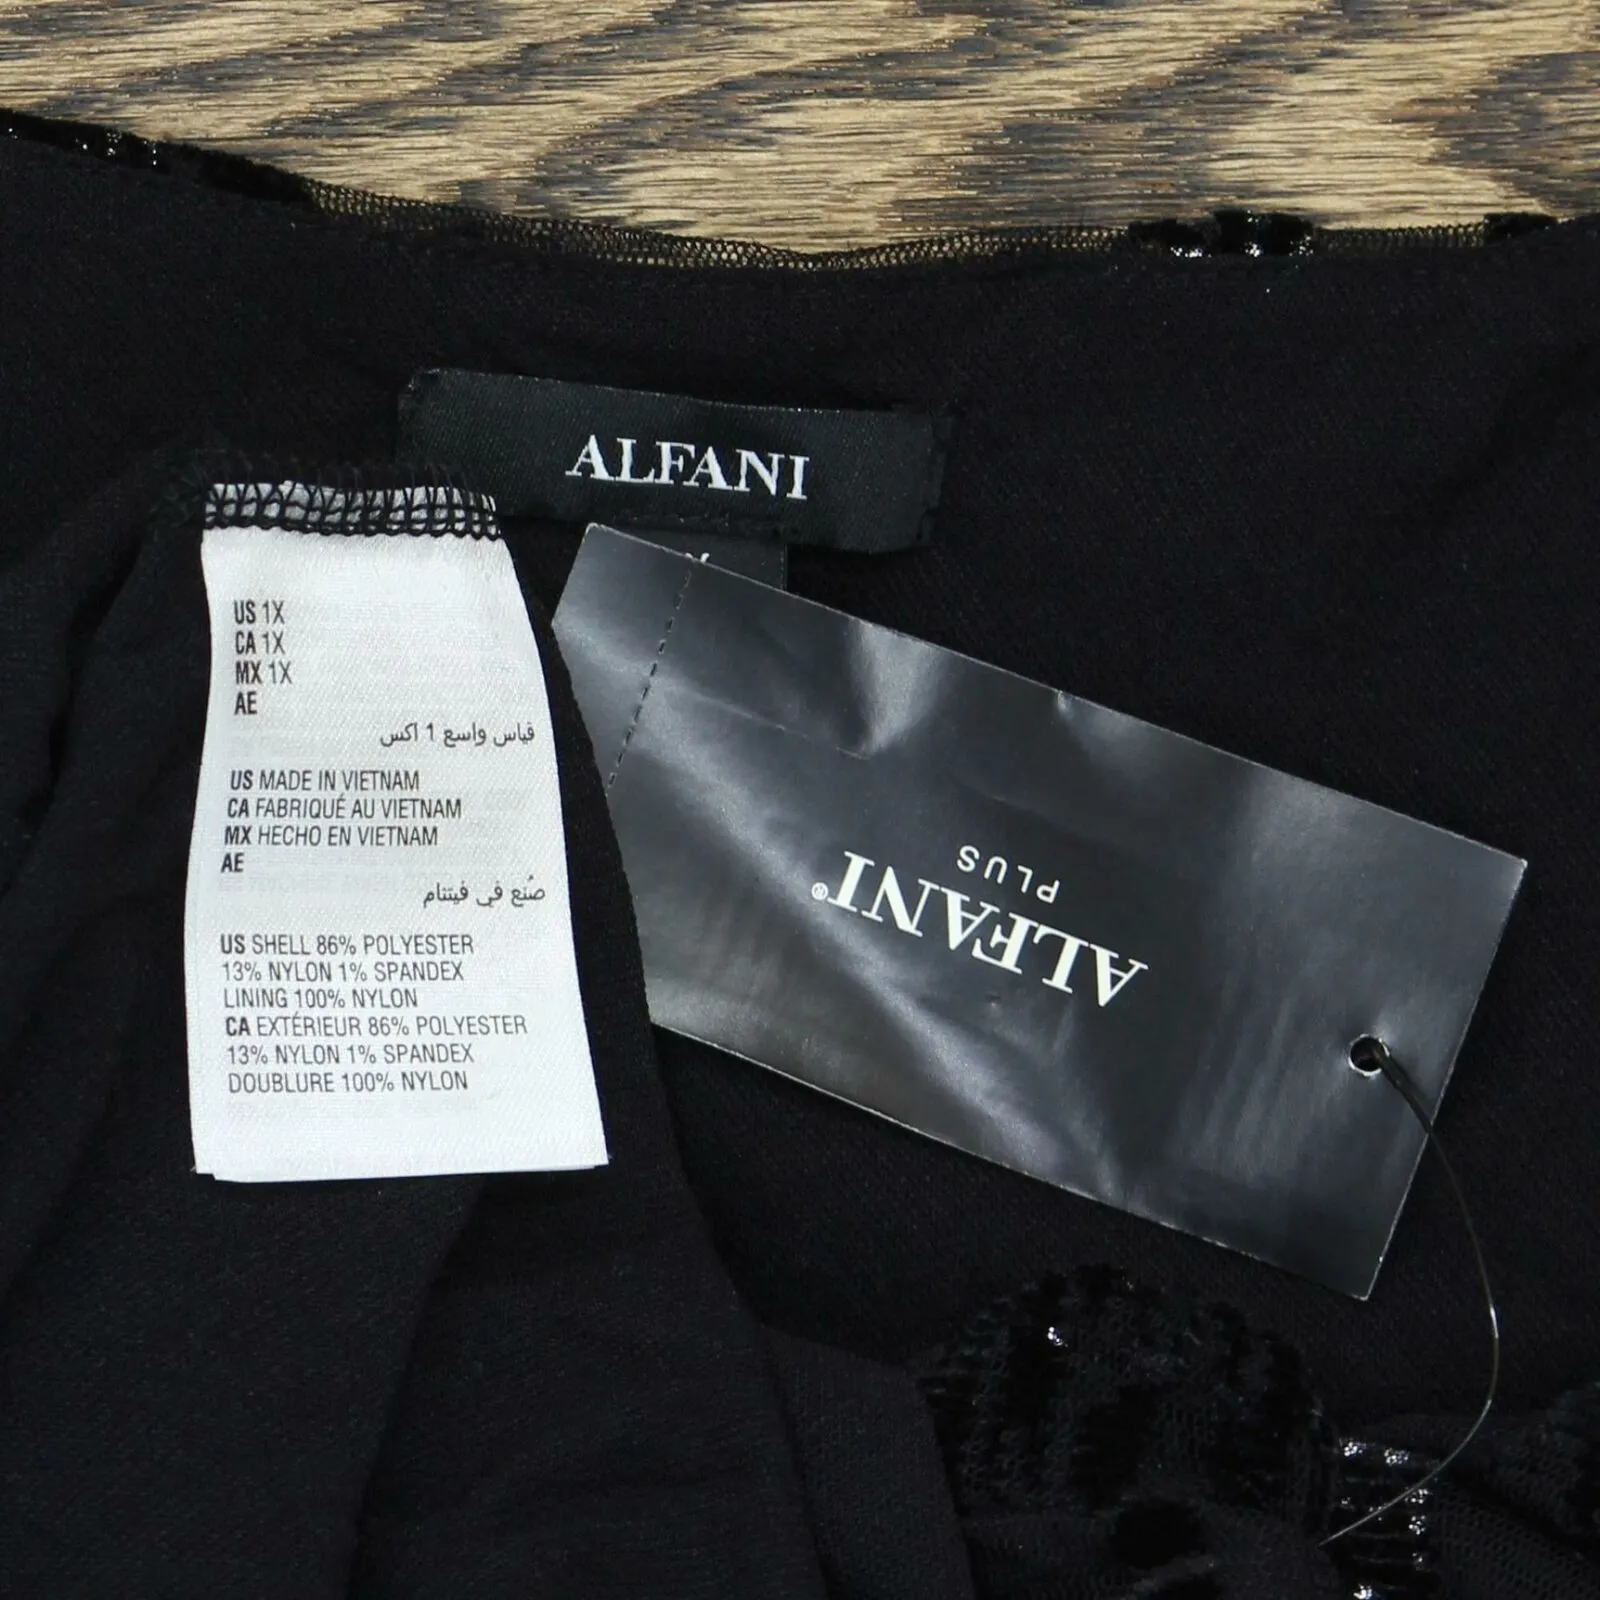 ALFANI
US 1X
CA 1X
MX 1X
AE
قياس واسع 1 اكس
US MADE IN VIETNAM
CA FABRIQUÉ AU VIETNAM
MX HECHO EN VIETNAM
AE
صُنع في فيتنام
US SHELL 86% POLYESTER
13% NYLON 1% SPANDEX
LINING 100% NYLON
CA EXTÉRIEUR 86% POLYESTER
13% NYLON 1% SPANDEX
DOUBLURE 100% NYLON
ALFANI®
PLUS